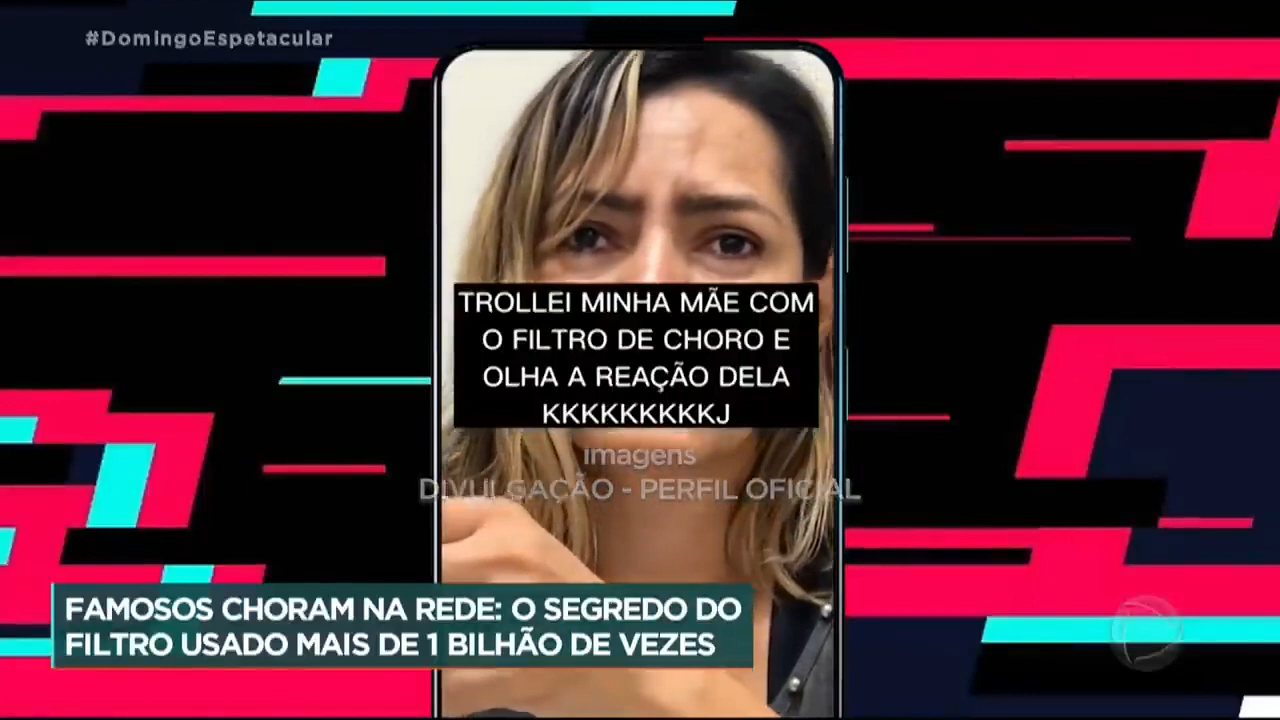 #DomingoEspetacular
TROLLEI MINHA MÃE COM
O FILTRO DE CHORO E
OLHA A REAÇÃO DELA
KKKKKKKKKJ
Imagens
DIVULGAÇÃO - PERFIL OFICIAL
FAMOSOS CHORAM NA REDE: O SEGREDO DO
FILTRO USADO MAIS DE 1 BILHÃO DE VEZES